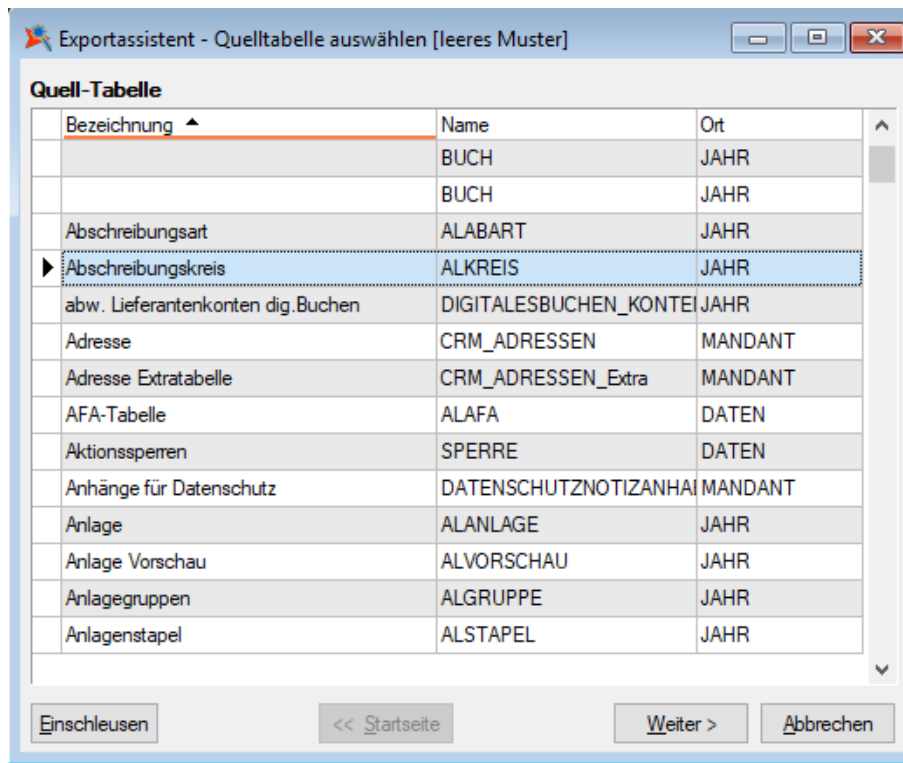 Exportassistent - Quelltabelle auswählen [leeres Muster]
Quell-Tabelle
Bezeichnung Name Ort
BUCH JAHR
BUCH JAHR
Abschreibungsart ALABART JAHR
Abschreibungskreis ALKREIS JAHR
abw. Lieferantenkonten dig.Buchen DIGITALESBUCHEN_KONTEI JAHR
Adresse CRM_ADRESSEN MANDANT
Adresse Extratabelle CRM_ADRESSEN_Extra MANDANT
AFA-Tabelle ALAFA DATEN
Aktionssperren SPERRE DATEN
Anhänge für Datenschutz DATENSCHUTZNOTIZANHAI MANDANT
Anlage ALANLAGE JAHR
Anlage Vorschau ALVORSCHAU JAHR
Anlagegruppen ALGRUPPE JAHR
Anlagenstapel ALSTAPEL JAHR
Einschleusen << Startseite Weiter > Abbrechen